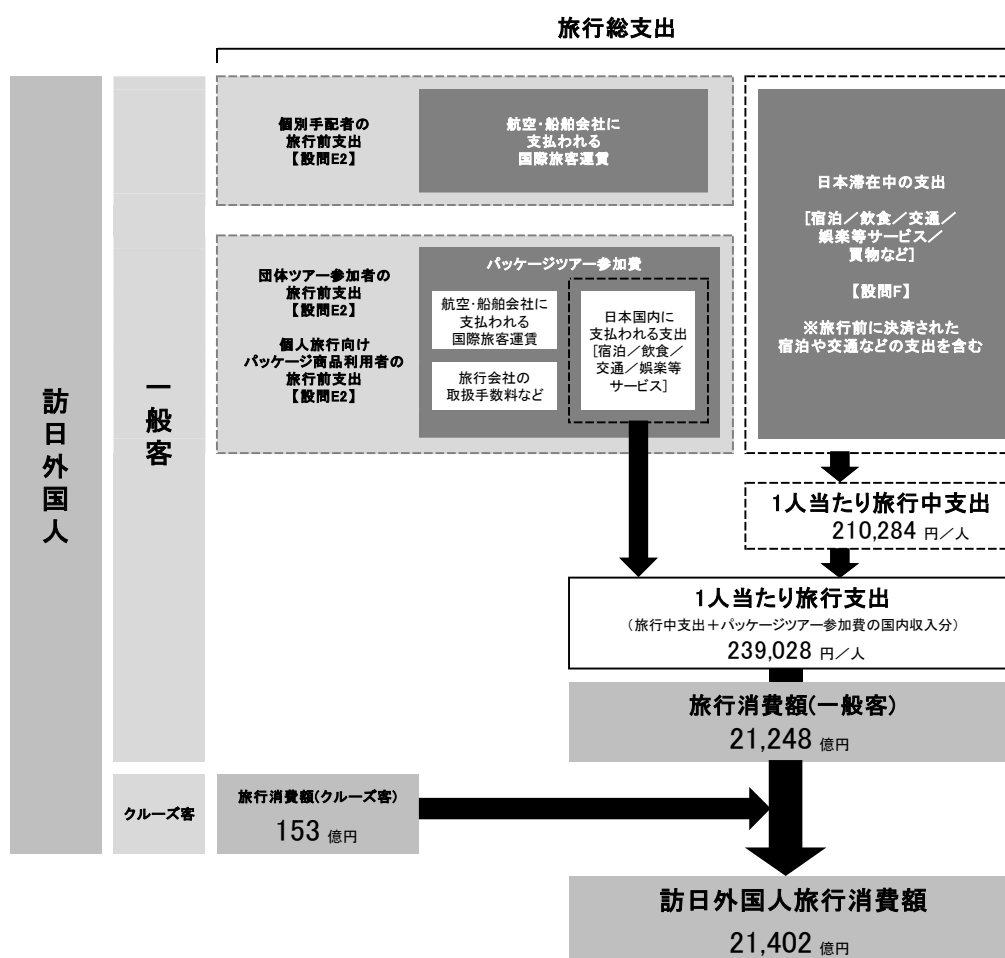 旅行総支出
訪日外国人
一般客
個別手配者の
旅行前支出
【設問E2】
航空・船舶会社に
支払われる
国際旅客運賃
団体ツアー参加者の
旅行前支出
【設問E2】
個人旅行向け
パッケージ商品利用者の
旅行前支出
【設問E2】
パッケージツアー参加費
航空・船舶会社に
支払われる
国際旅客運賃
旅行会社の
取扱手数料など
日本国内に
支払われる支出
[宿泊／飲食／
交通／娯楽等
サービス]
日本滞在中の支出
[宿泊／飲食／交通／
娯楽等サービス／
買物など]
【設問F】
※旅行前に決済された
宿泊や交通などの支出を含む
1人当たり旅行中支出
210,284 円／人
1人当たり旅行支出
（旅行中支出＋パッケージツアー参加費の国内収入分）
239,028 円／人
旅行消費額(一般客)
21,248 億円
クルーズ客
旅行消費額(クルーズ客)
153 億円
訪日外国人旅行消費額
21,402 億円